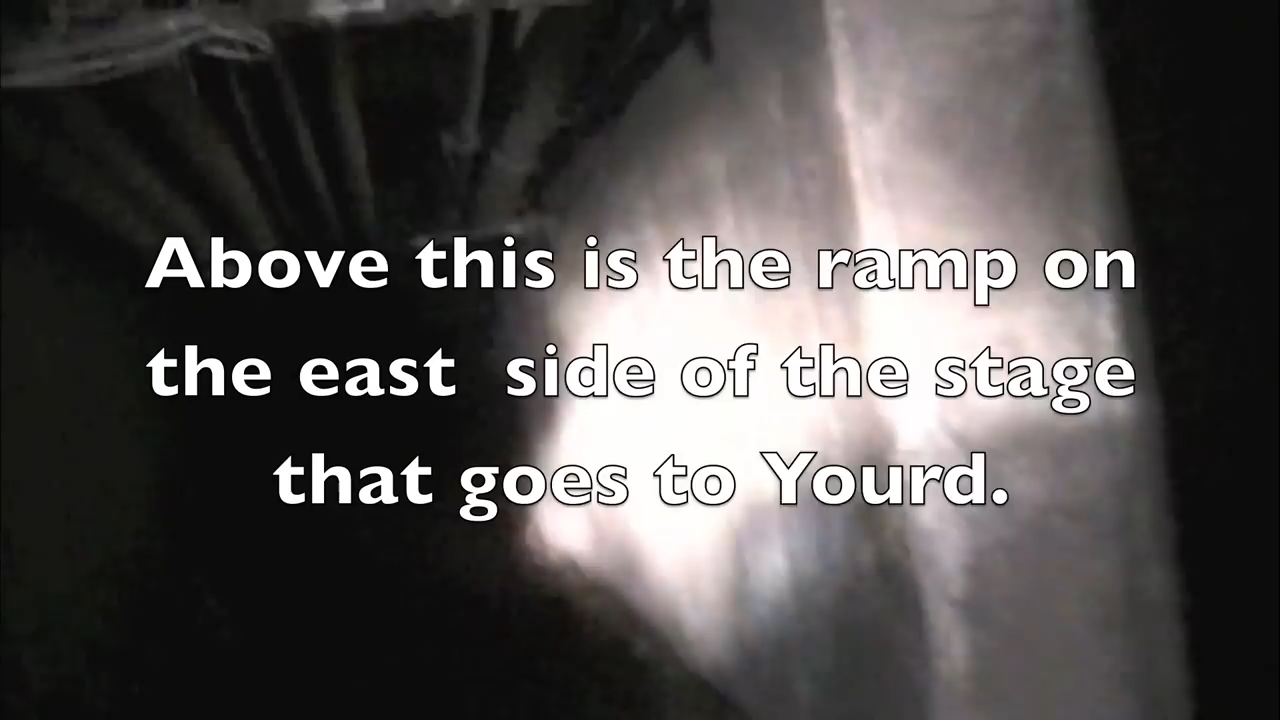 Above this is the ramp on
the east  side of the stage
that goes to Yourd.